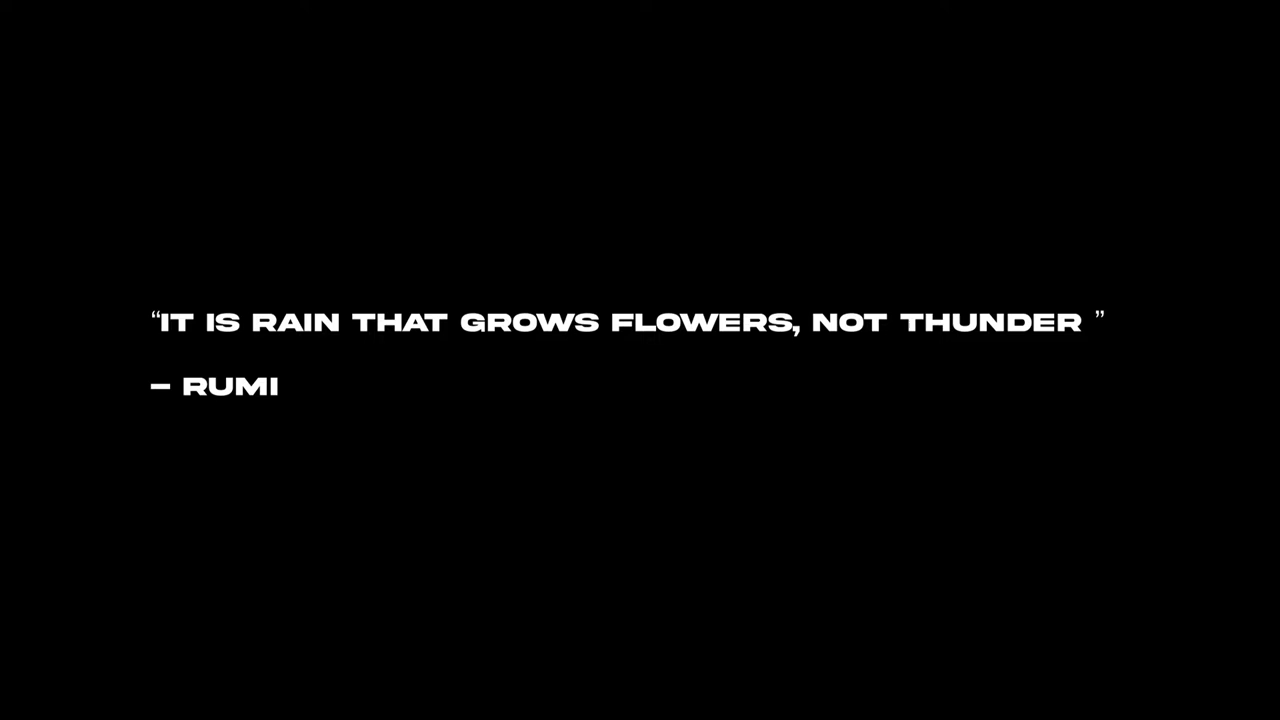 “IT IS RAIN THAT GROWS FLOWERS, NOT THUNDER ”
– RUMI